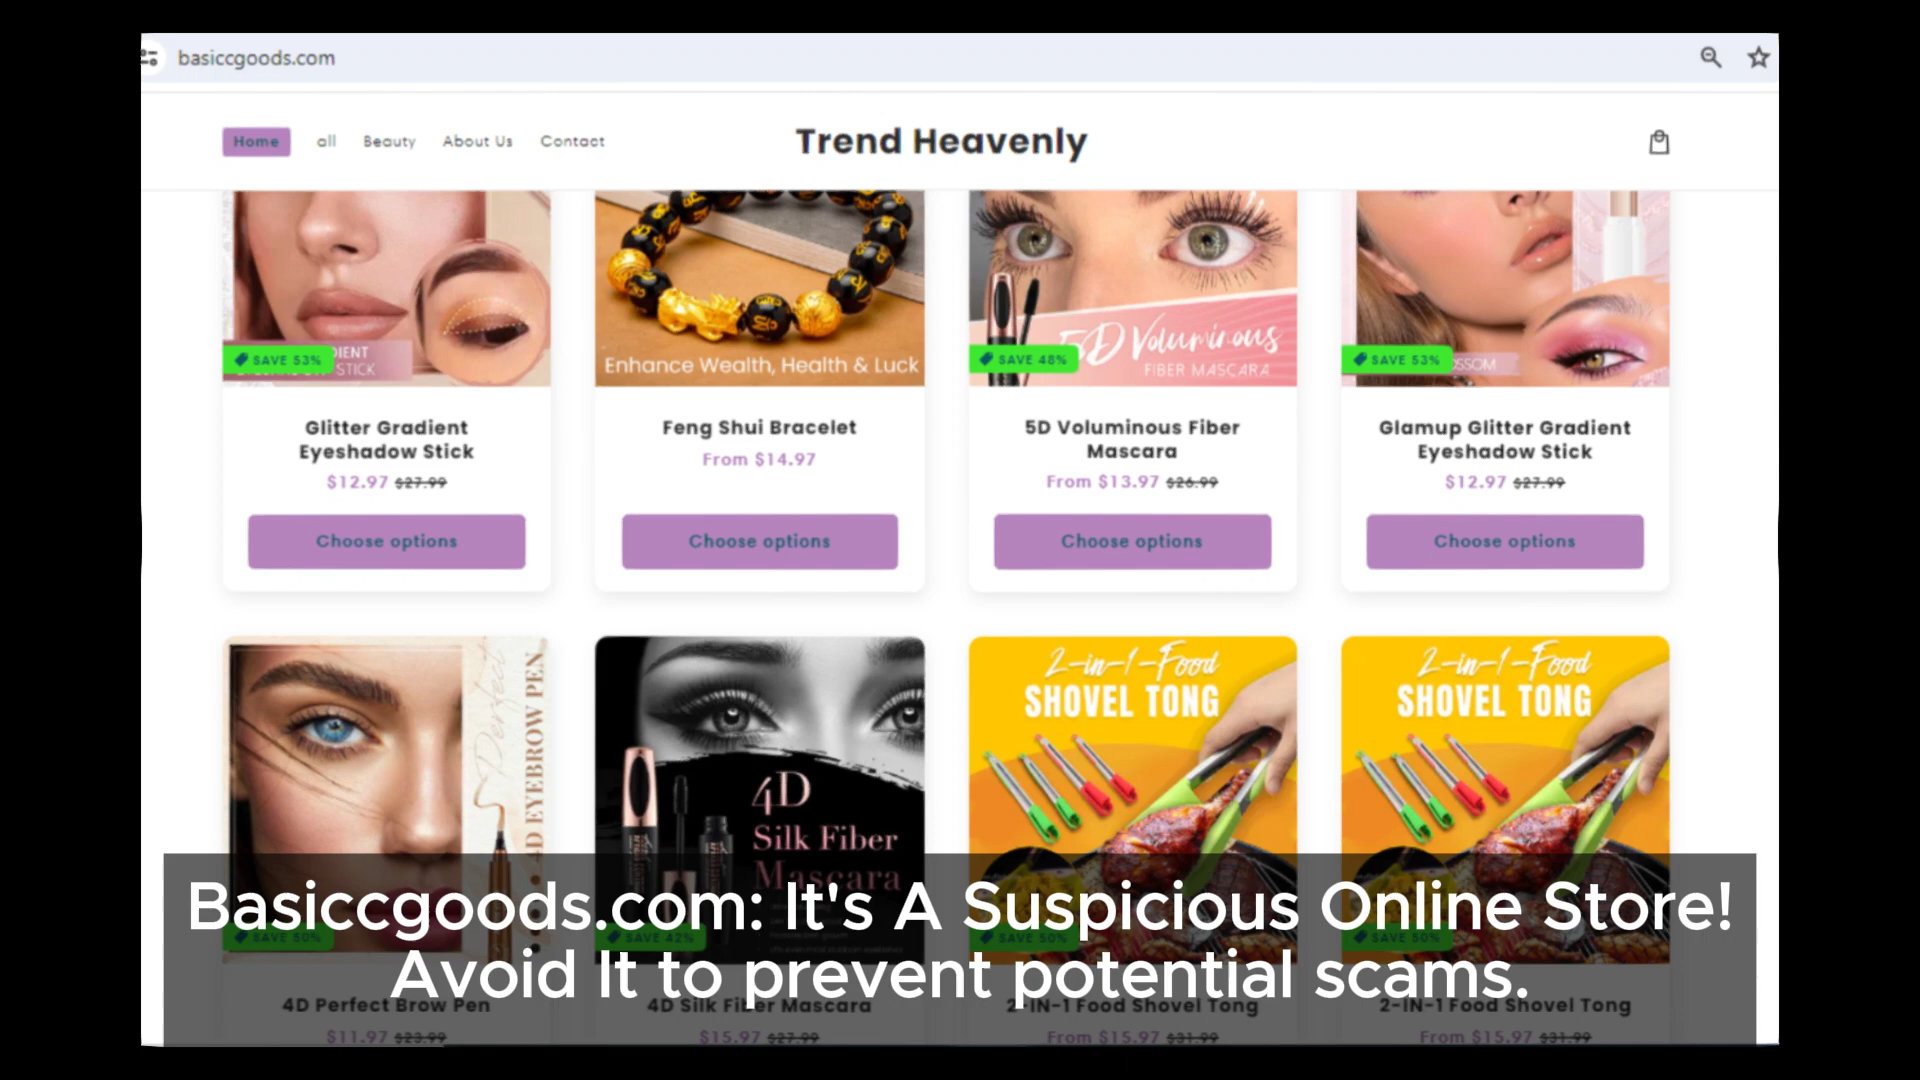 basiccgoods.com
Home all Beauty About Us Contact
Trend Heavenly
SAVE 53%
DIENT
STICK
Enhance Wealth, Health & Luck
SAVE 48%
5D Voluminous
FIBER MASCARA
SAVE 53%
SSOM
Glitter Gradient
Eyeshadow Stick
$12.97 $27.99
Choose options
Feng Shui Bracelet
From $14.97
Choose options
5D Voluminous Fiber
Mascara
From $13.97 $26.99
Choose options
Glamup Glitter Gradient
Eyeshadow Stick
$12.97 $27.99
Choose options
Perfect
4D EYEBROW PEN
SAVE 50%
4D
Silk Fiber
Mascara
SAVE 42%
2-in-1-Food
SHOVEL TONG
SAVE 50%
2-in-1-Food
SHOVEL TONG
SAVE 50%
Basiccgoods.com: It's A Suspicious Online Store!
Avoid It to prevent potential scams.
4D Perfect Brow Pen
$11.97 $23.99
4D Silk Fiber Mascara
$15.97 $27.99
2-IN-1 Food Shovel Tong
From $15.97 $31.99
2-IN-1 Food Shovel Tong
From $15.97 $31.99